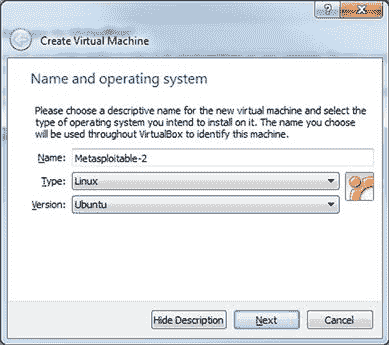 Create Virtual Machine
Name and operating system
Please choose a descriptive name for the new virtual machine and select the
type of operating system you intend to install on it. The name you choose
will be used throughout VirtualBox to identify this machine.
Name: Metasploitable-2
Type: Linux
Version: Ubuntu
Hide Description Next Cancel